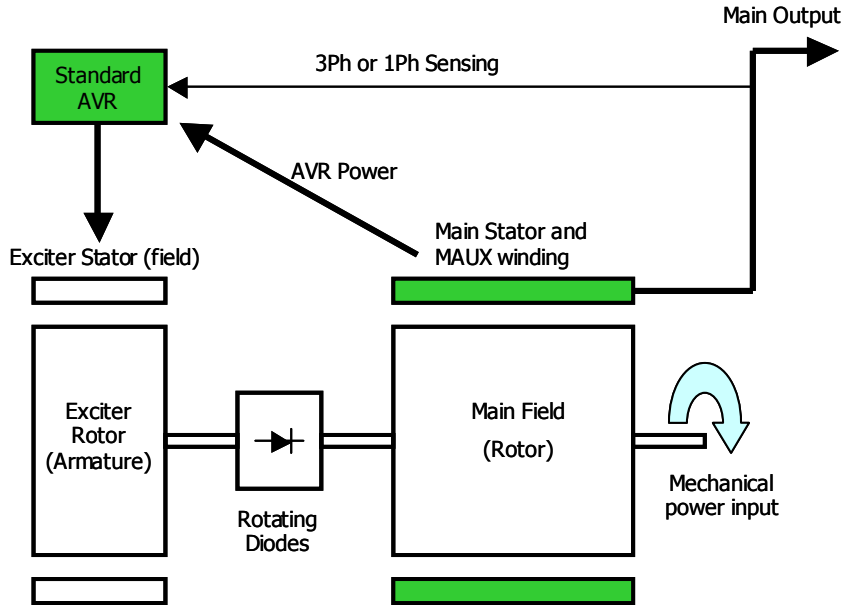 Main Output
Standard
AVR
3Ph or 1Ph Sensing
AVR Power
Main Stator and
MAUX winding
Exciter Stator (field)
Exciter
Rotor
(Armature)
Main Field
(Rotor)
Rotating
Diodes
Mechanical
power input